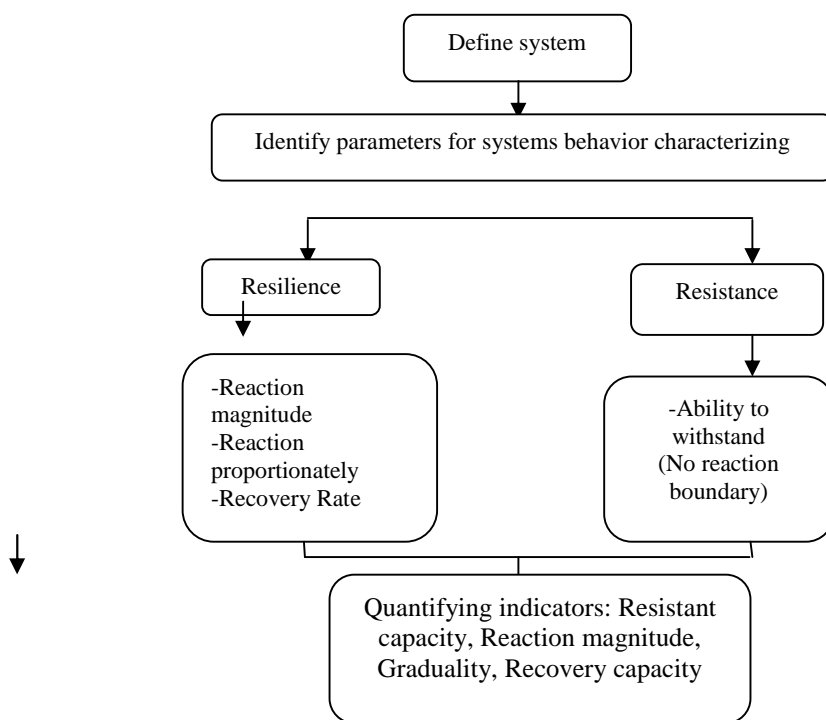 Define system
Identify parameters for systems behavior characterizing
Resilience
Resistance
-Reaction
magnitude
-Reaction
proportionately
-Recovery Rate
-Ability to
withstand
(No reaction
boundary)
Quantifying indicators: Resistant
capacity, Reaction magnitude,
Graduality, Recovery capacity